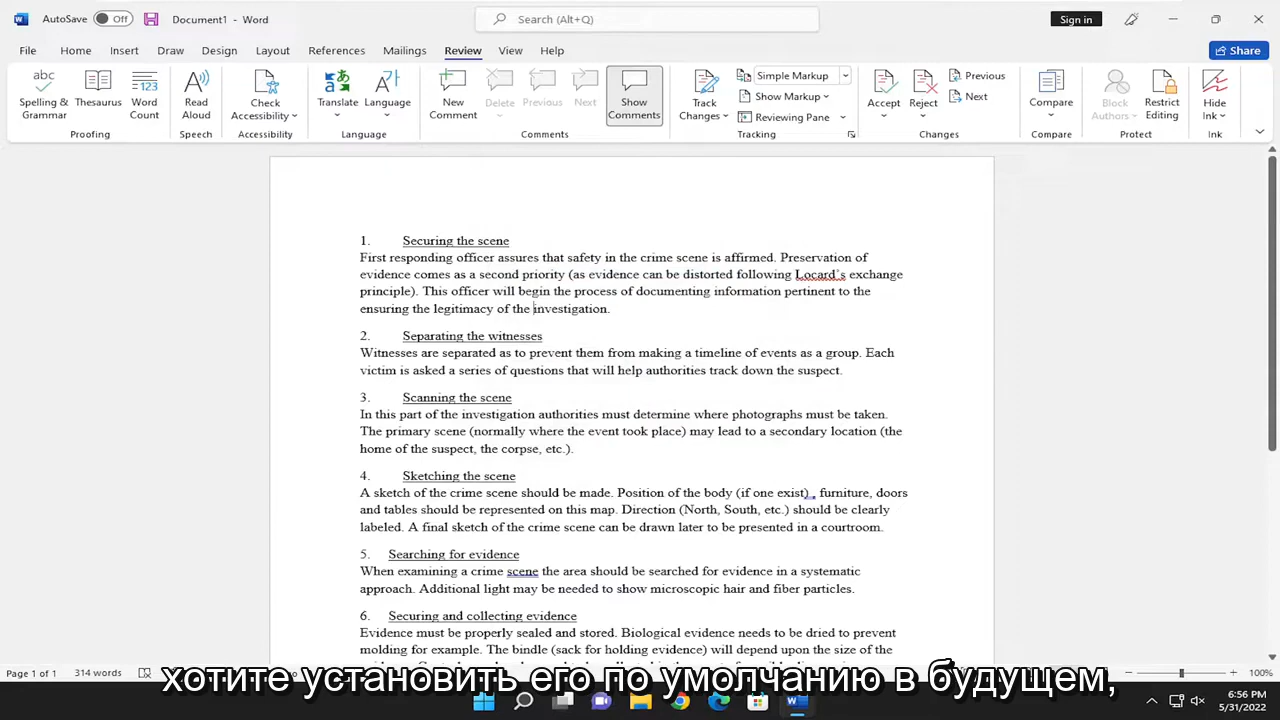 AutoSave Off Document1 - Word Search (Alt+Q) Sign in
File Home Insert Draw Design Layout References Mailings Review View Help Share
Spelling & Grammar Thesaurus Word Count Read Aloud Check Accessibility Translate Language New Comment Delete Previous Next Show Comments Track Changes Simple Markup Show Markup Reviewing Pane Accept Reject Previous Next Compare Block Authors Restrict Editing Hide Ink
Proofing Speech Accessibility Language Comments Tracking Changes Compare Protect Ink
1. Securing the scene
First responding officer assures that safety in the crime scene is affirmed. Preservation of
evidence comes as a second priority (as evidence can be distorted following Locard`s exchange
principle). This officer will begin the process of documenting information pertinent to the
ensuring the legitimacy of the investigation.
2. Separating the witnesses
Witnesses are separated as to prevent them from making a timeline of events as a group. Each
victim is asked a series of questions that will help authorities track down the suspect.
3. Scanning the scene
In this part of the investigation authorities must determine where photographs must be taken.
The primary scene (normally where the event took place) may lead to a secondary location (the
home of the suspect, the corpse, etc.).
4. Sketching the scene
A sketch of the crime scene should be made. Position of the body (if one exist) , furniture, doors
and tables should be represented on this map. Direction (North, South, etc.) should be clearly
labeled. A final sketch of the crime scene can be drawn later to be presented in a courtroom.
5. Searching for evidence
When examining a crime scene the area should be searched for evidence in a systematic
approach. Additional light may be needed to show microscopic hair and fiber particles.
6. Securing and collecting evidence
Evidence must be properly sealed and stored. Biological evidence needs to be dried to prevent
molding for example. The bindle (sack for holding evidence) will depend upon the size of the
Page 1 of 1 314 words 100%
хотите установить его по умолчанию в будущем,
6:56 PM
5/31/2022